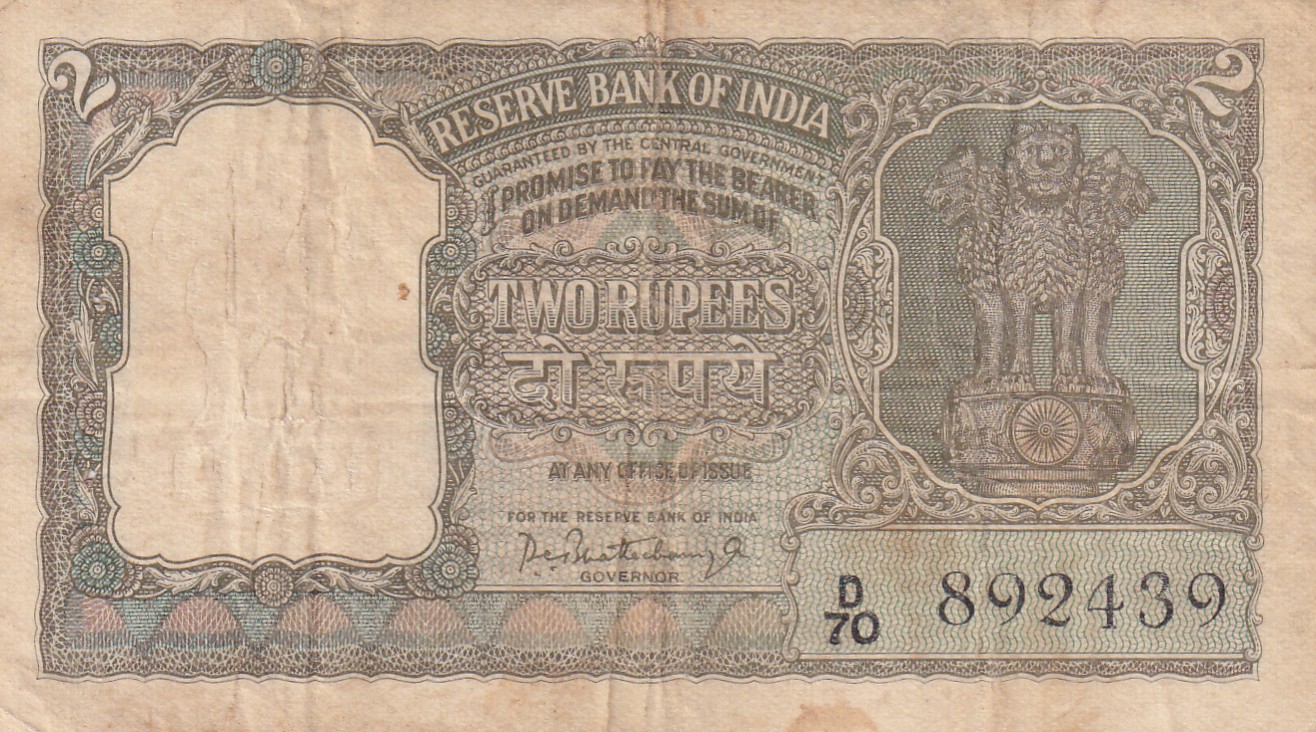 २
2
RESERVE BANK OF INDIA
GUARANTEED BY THE CENTRAL GOVERNMENT
I PROMISE TO PAY THE BEARER
ON DEMAND THE SUM OF
TWO RUPEES
दो रुपये
AT ANY OFFICE OF ISSUE
FOR THE RESERVE BANK OF INDIA
GOVERNOR
D
70
892439